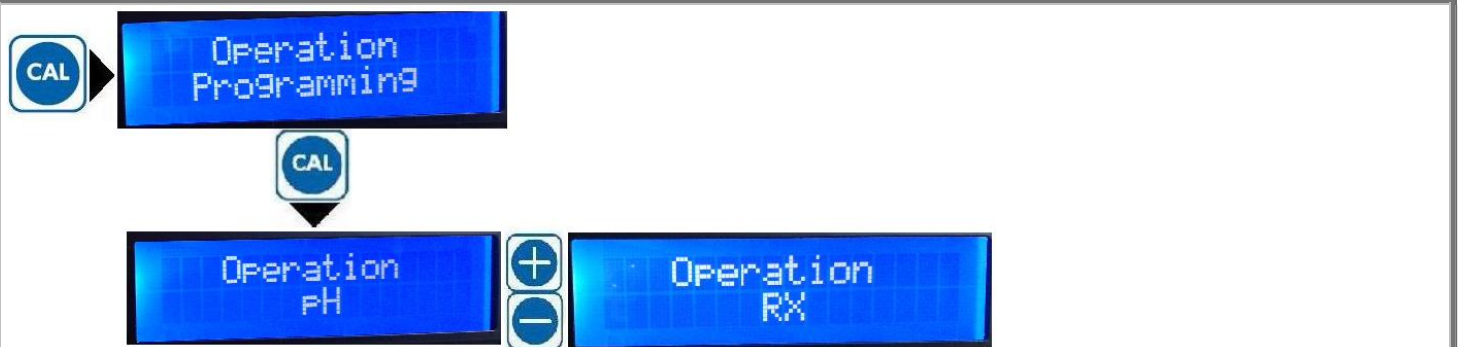 CAL
Operation
Programming
CAL
Operation
pH
+
-
Operation
RX